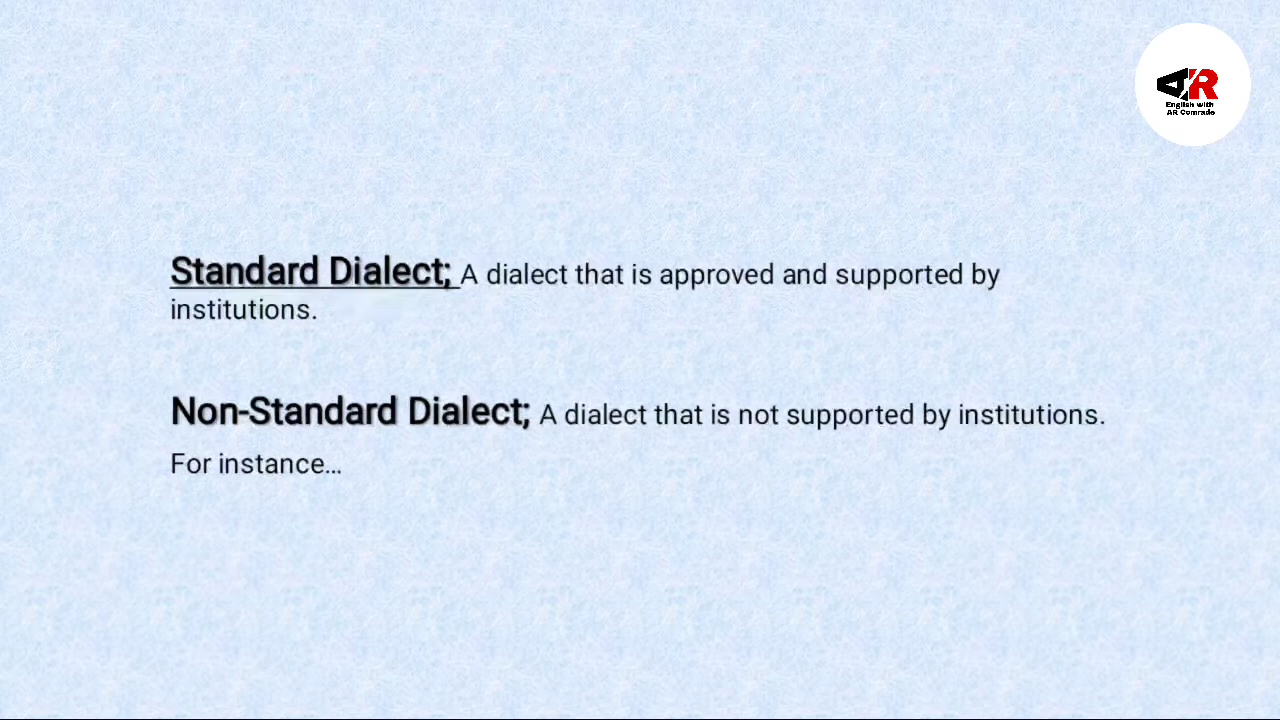 AR
English with
AR Comrade
Standard Dialect; A dialect that is approved and supported by
institutions.
Non-Standard Dialect; A dialect that is not supported by institutions.
For instance…